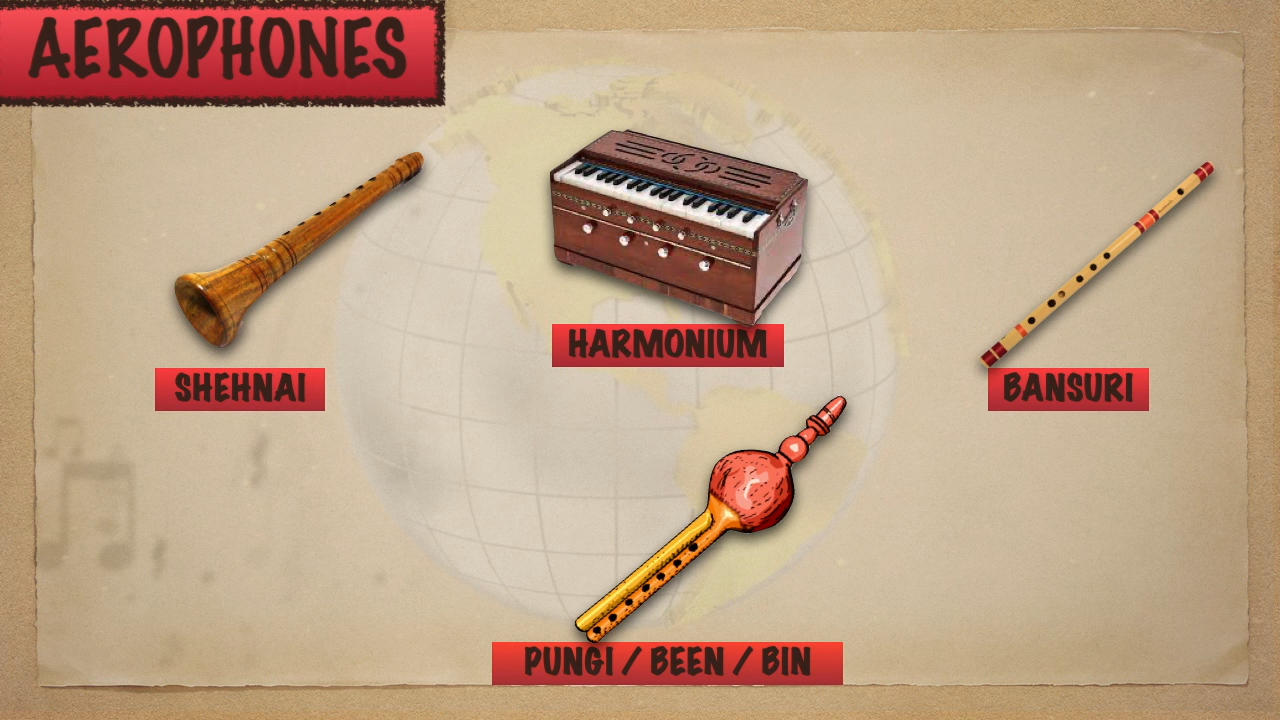 AEROPHONES
HARMONIUM
SHEHNAI
BANSURI
PUNGI / BEEN / BIN